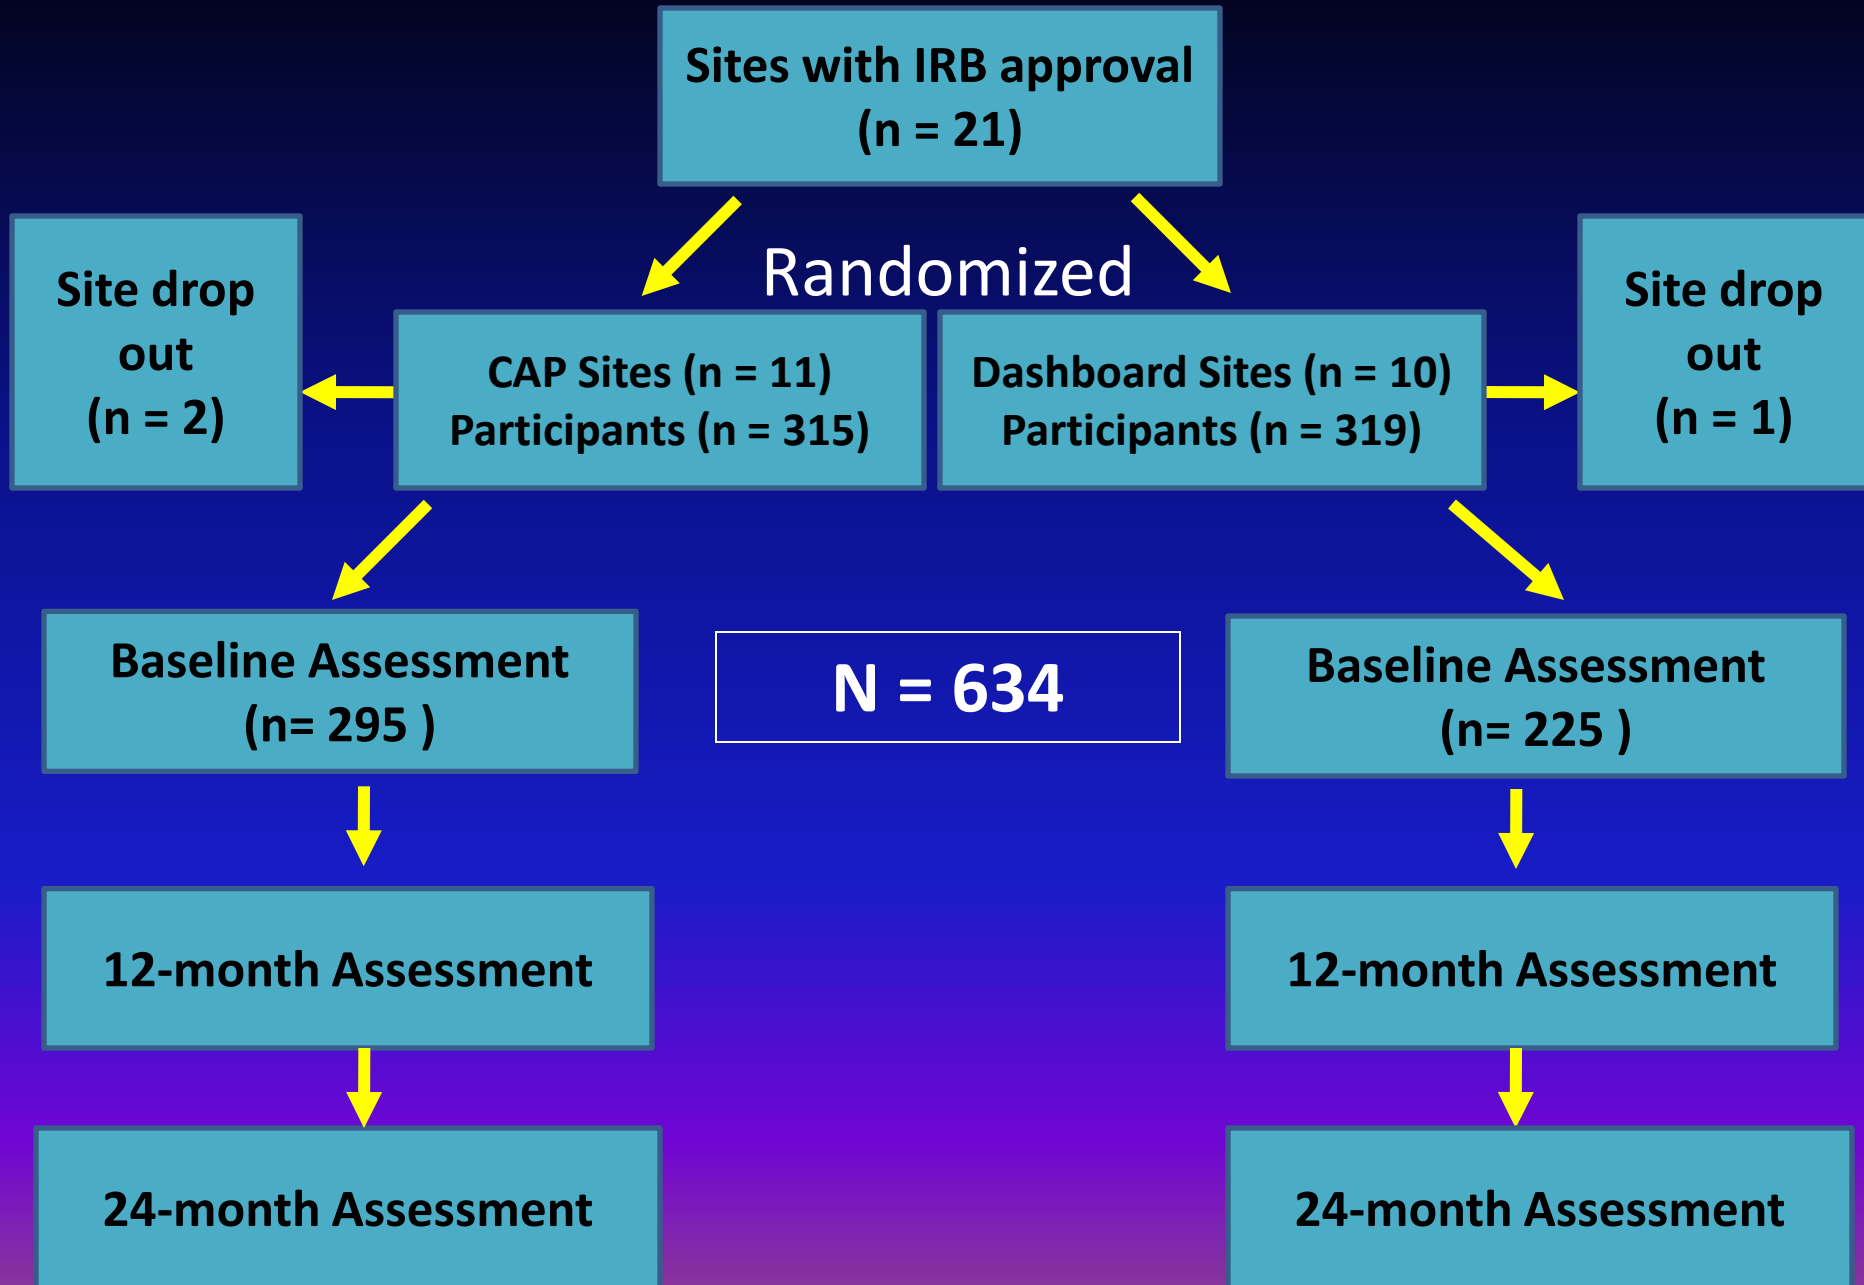 Sites with IRB approval
(n = 21)
Randomized
Site drop
out
(n = 2)
CAP Sites (n = 11)
Participants (n = 315)
Dashboard Sites (n = 10)
Participants (n = 319)
Site drop
out
(n = 1)
Baseline Assessment
(n= 295 )
N = 634
Baseline Assessment
(n= 225 )
12-month Assessment
12-month Assessment
24-month Assessment
24-month Assessment